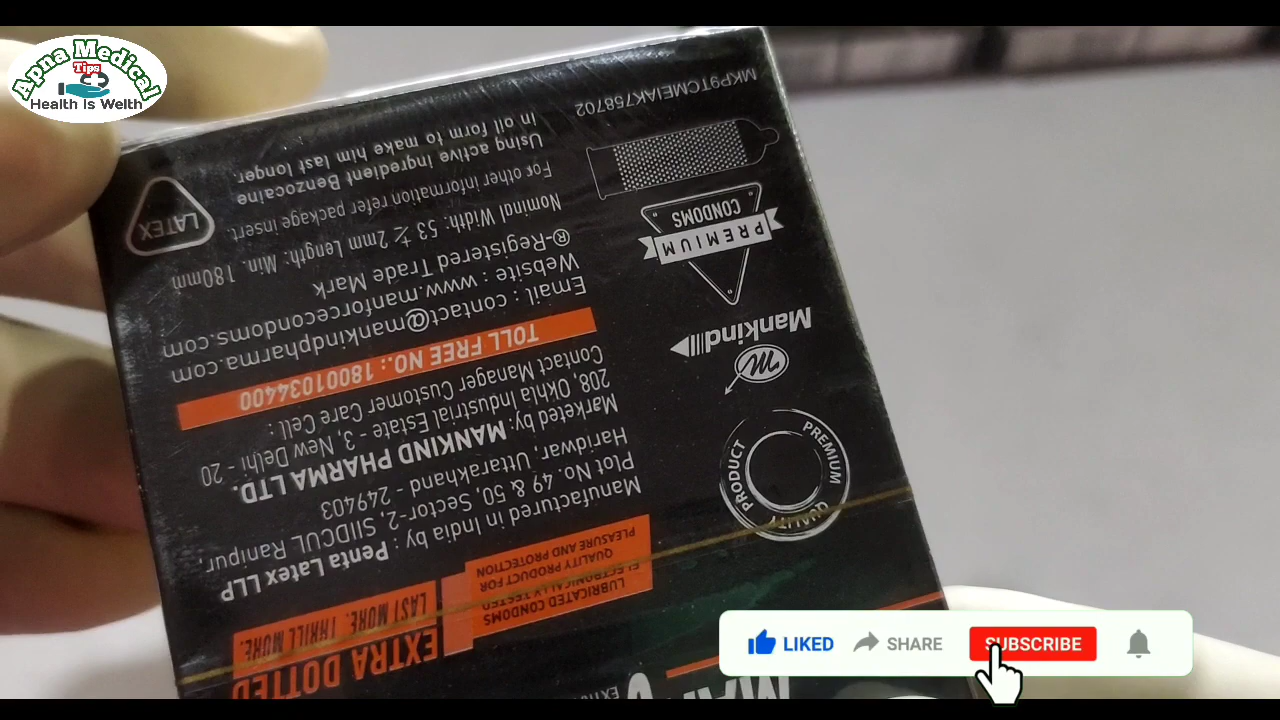 Apna Medical
Tips
Health Is Welth
EXTRA DOTTED
LAST MORE. THRILL MORE.
LUBRICATED CONDOMS
ELECTRONICALLY TESTED
QUALITY PRODUCT FOR
PLEASURE AND PROTECTION
Manufactured in India by : Penta Latex LLP
Plot No. 49 & 50, Sector-2, SIIDCUL Ranipur,
Haridwar, Uttarakhand - 249403
Marketed by: MANKIND PHARMA LTD.
208, Okhla Industrial Estate - 3, New Delhi - 20
Contact Manager Customer Care Cell :
TOLL FREE NO.: 18001034400
Email : contact@mankindpharma.com
Website : www.manforcecondoms.com
®-Registered Trade Mark
Nominal Width: 53 ± 2mm Length: Min. 180mm
For other information refer package insert.
Using active ingredient Benzocaine
in oil form to make him last longer.
LATEX
PREMIUM
QUALITY
PRODUCT
Mankind
PREMIUM
CONDOMS
MKP9TCMEIAK758702
LIKED
SHARE
SUBSCRIBE